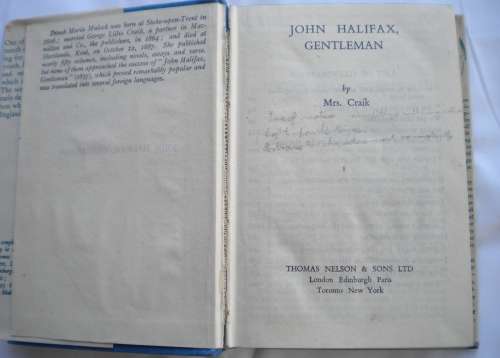 Dinah Maria Mulock was born at Stoke-upon-Trent in
1826; married George Lillie Craik, a partner in Mac-
millan and Co., the publishers, in 1864; and died at
Shortlands, Kent, on October 12, 1887. She published
nearly fifty volumes, including novels, essays and verse,
but none of them approached the success of "John Halifax,
Gentleman" (1857), which proved remarkably popular and
was translated into several foreign languages.
JOHN HALIFAX,
GENTLEMAN
by
Mrs. Craik
THOMAS NELSON & SONS LTD
London Edinburgh Paris
Toronto New York